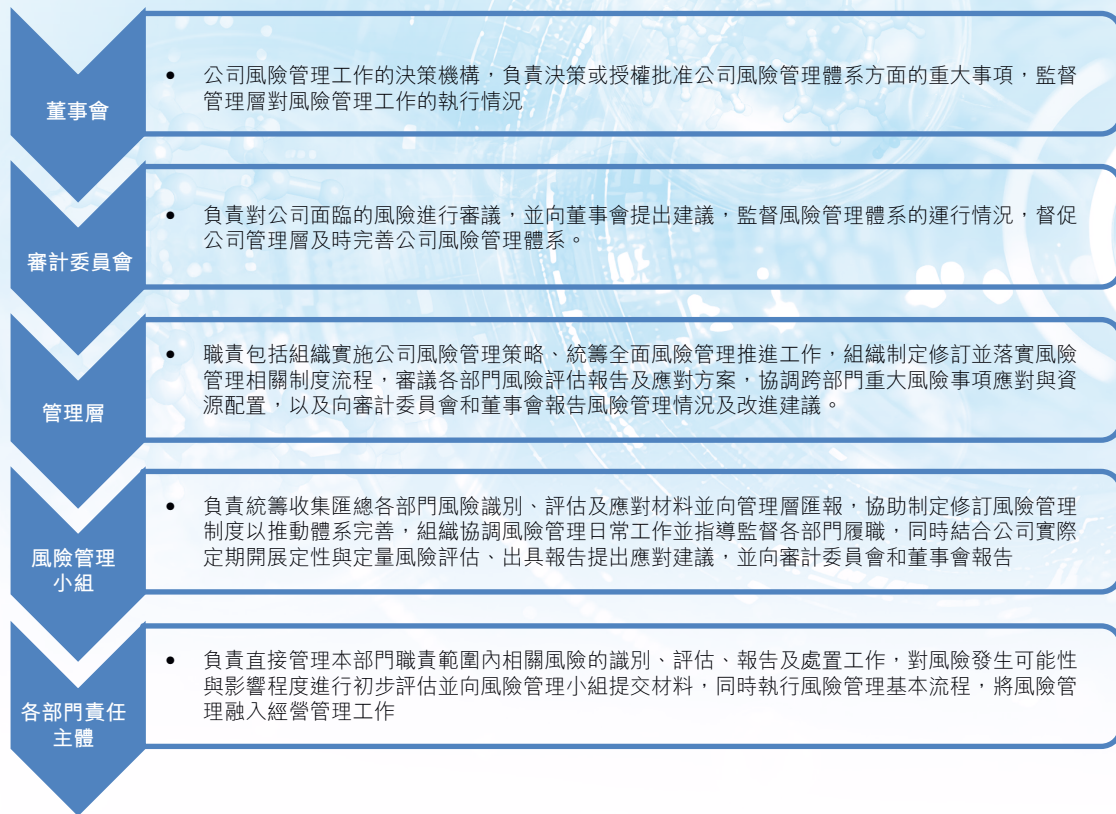 董事會
• 公司風險管理工作的決策機構，負責決策或授權批准公司風險管理體系方面的重大事項，監督
管理層對風險管理工作的執行情況
審計委員會
• 負責對公司面臨的風險進行審議，並向董事會提出建議，監督風險管理體系的運行情況，督促
公司管理層及時完善公司風險管理體系。
管理層
• 職責包括組織實施公司風險管理策略、統籌全面風險管理推進工作，組織制定修訂並落實風險
管理相關制度流程，審議各部門風險評估報告及應對方案，協調跨部門重大風險事項應對與資
源配置，以及向審計委員會和董事會報告風險管理情況及改進建議。
風險管理
小組
• 負責統籌收集匯總各部門風險識別、評估及應對材料並向管理層匯報，協助制定修訂風險管理
制度以推動體系完善，組織協調風險管理日常工作並指導監督各部門履職，同時結合公司實際
定期開展定性與定量風險評估、出具報告提出應對建議，並向審計委員會和董事會報告
各部門責任
主體
• 負責直接管理本部門職責範圍內相關風險的識別、評估、報告及處置工作，對風險發生可能性
與影響程度進行初步評估並向風險管理小組提交材料，同時執行風險管理基本流程，將風險管
理融入經營管理工作